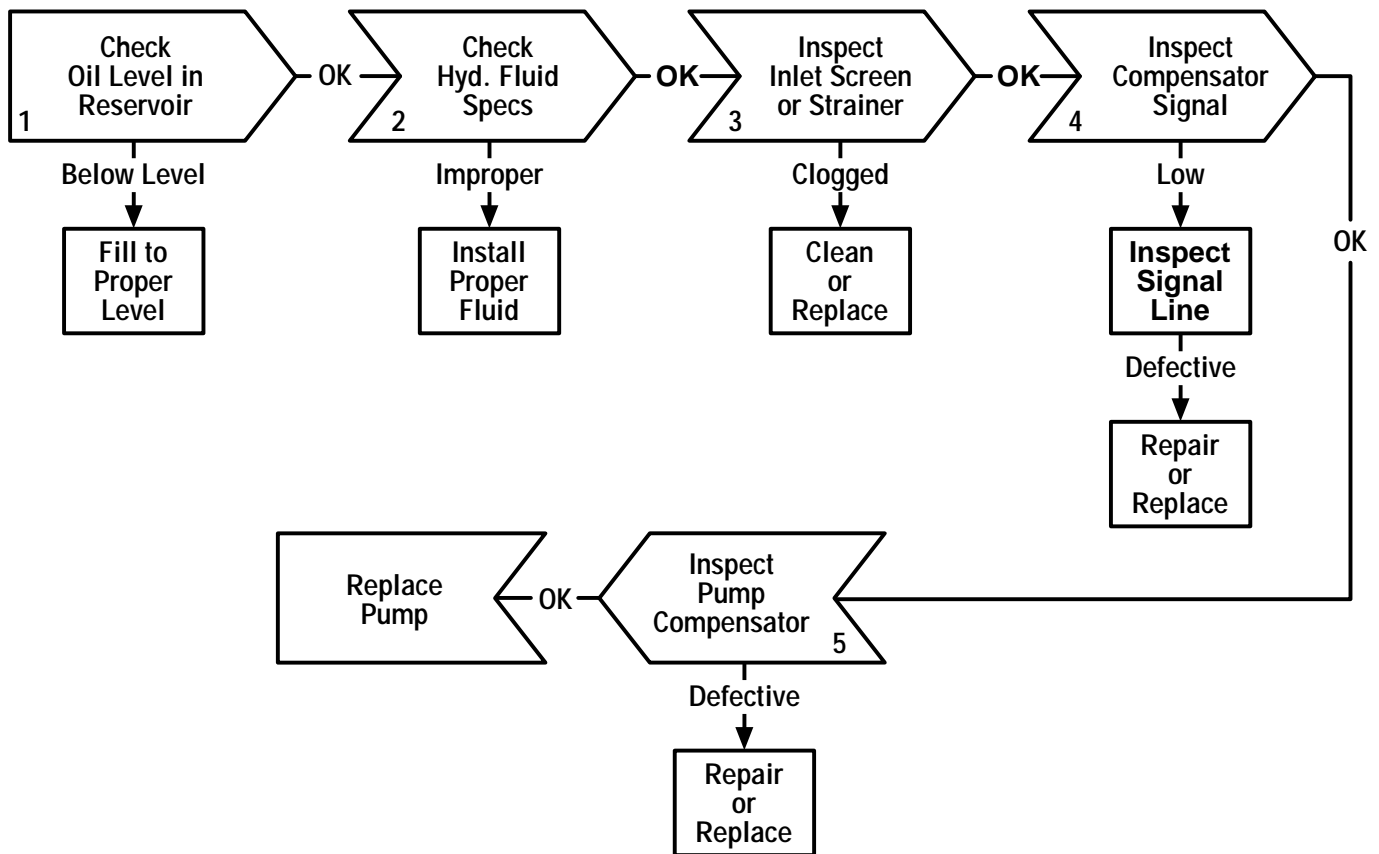 Check
Oil Level in
Reservoir
1
OK
Check
Hyd. Fluid
Specs
2
OK
Inspect
Inlet Screen
or Strainer
3
OK
Inspect
Compensator
Signal
4
Below Level
Improper
Clogged
Low
OK
Fill to
Proper
Level
Install
Proper
Fluid
Clean
or
Replace
Inspect
Signal
Line
Defective
Repair
or
Replace
Inspect
Pump
Compensator
5
OK
Replace
Pump
Defective
Repair
or
Replace